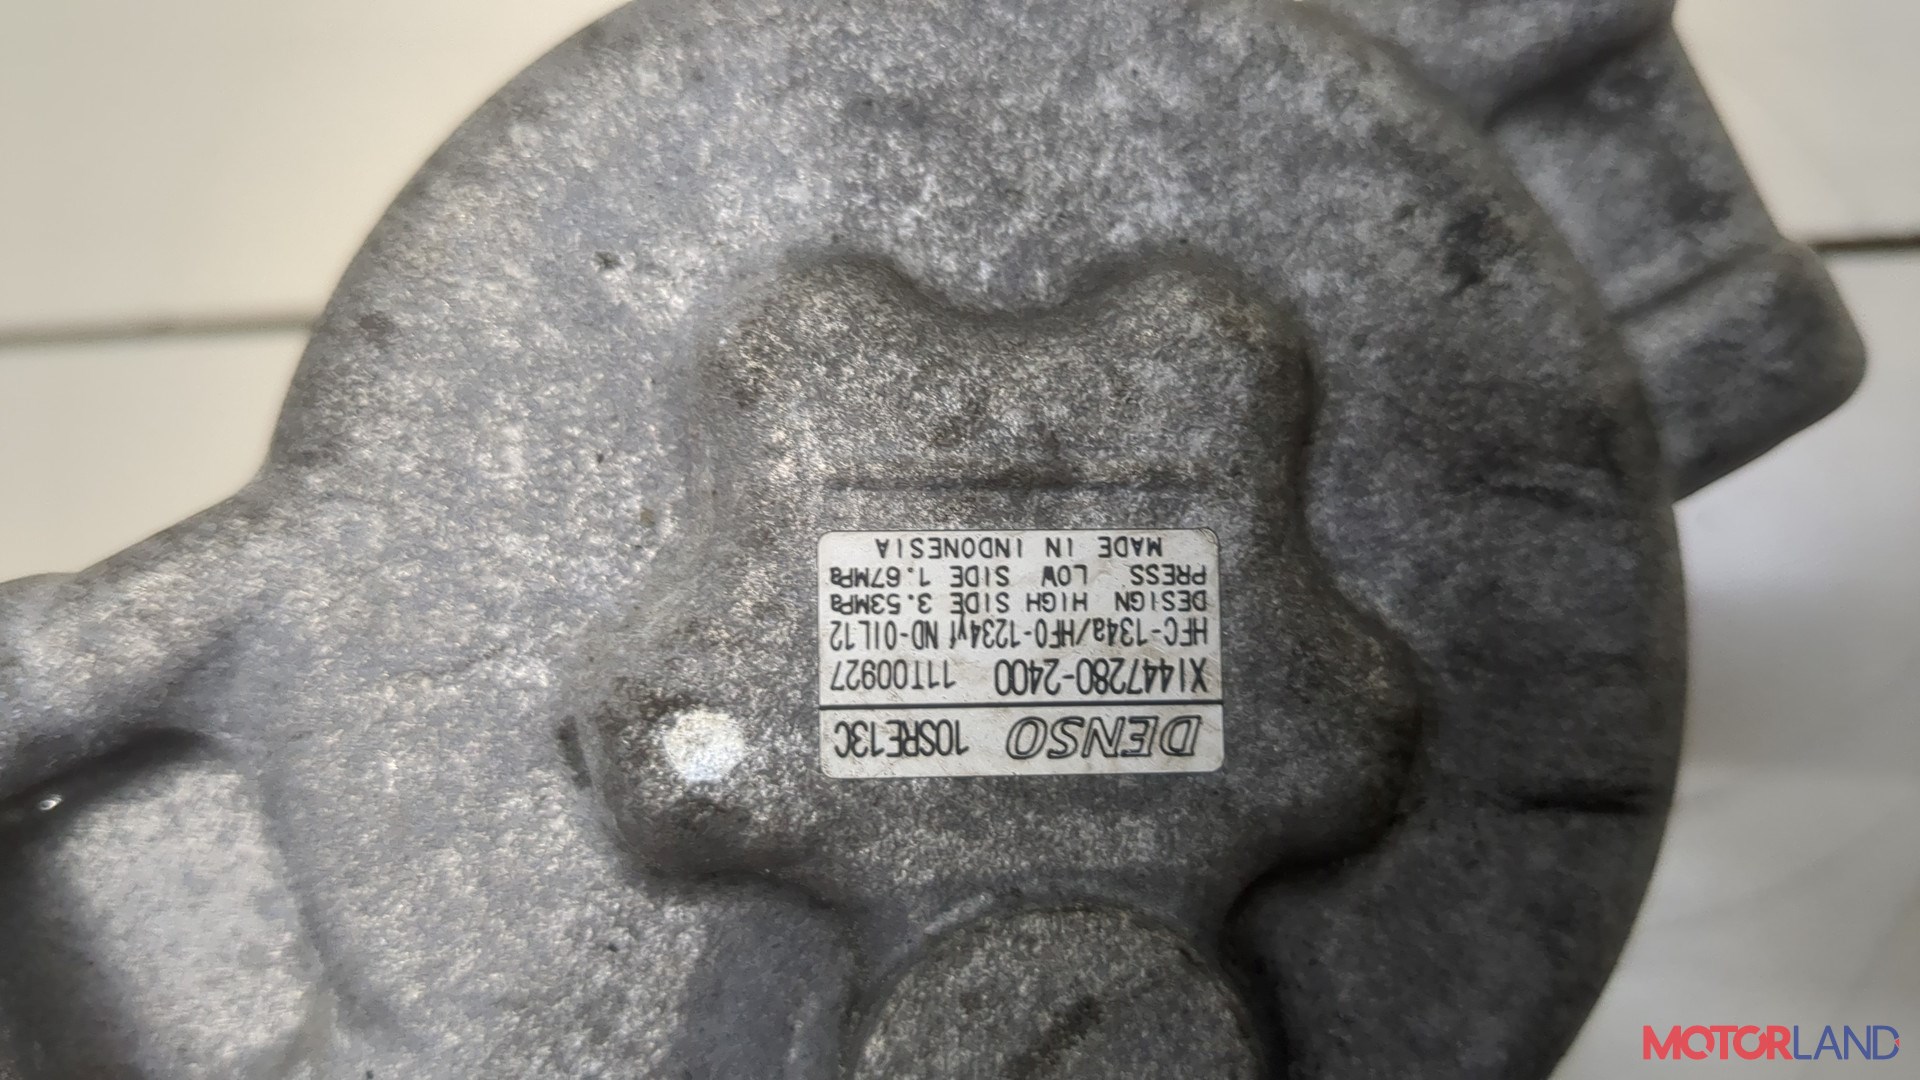 DENSO 10SRE13C
XI447280-2400 11T00927
HFC-134a/HFO-1234yf ND-OIL12
DESIGN HIGH SIDE 3.53MPa
PRESS LOW SIDE 1.67MPa
MADE IN INDONESIA
MOTORLAND